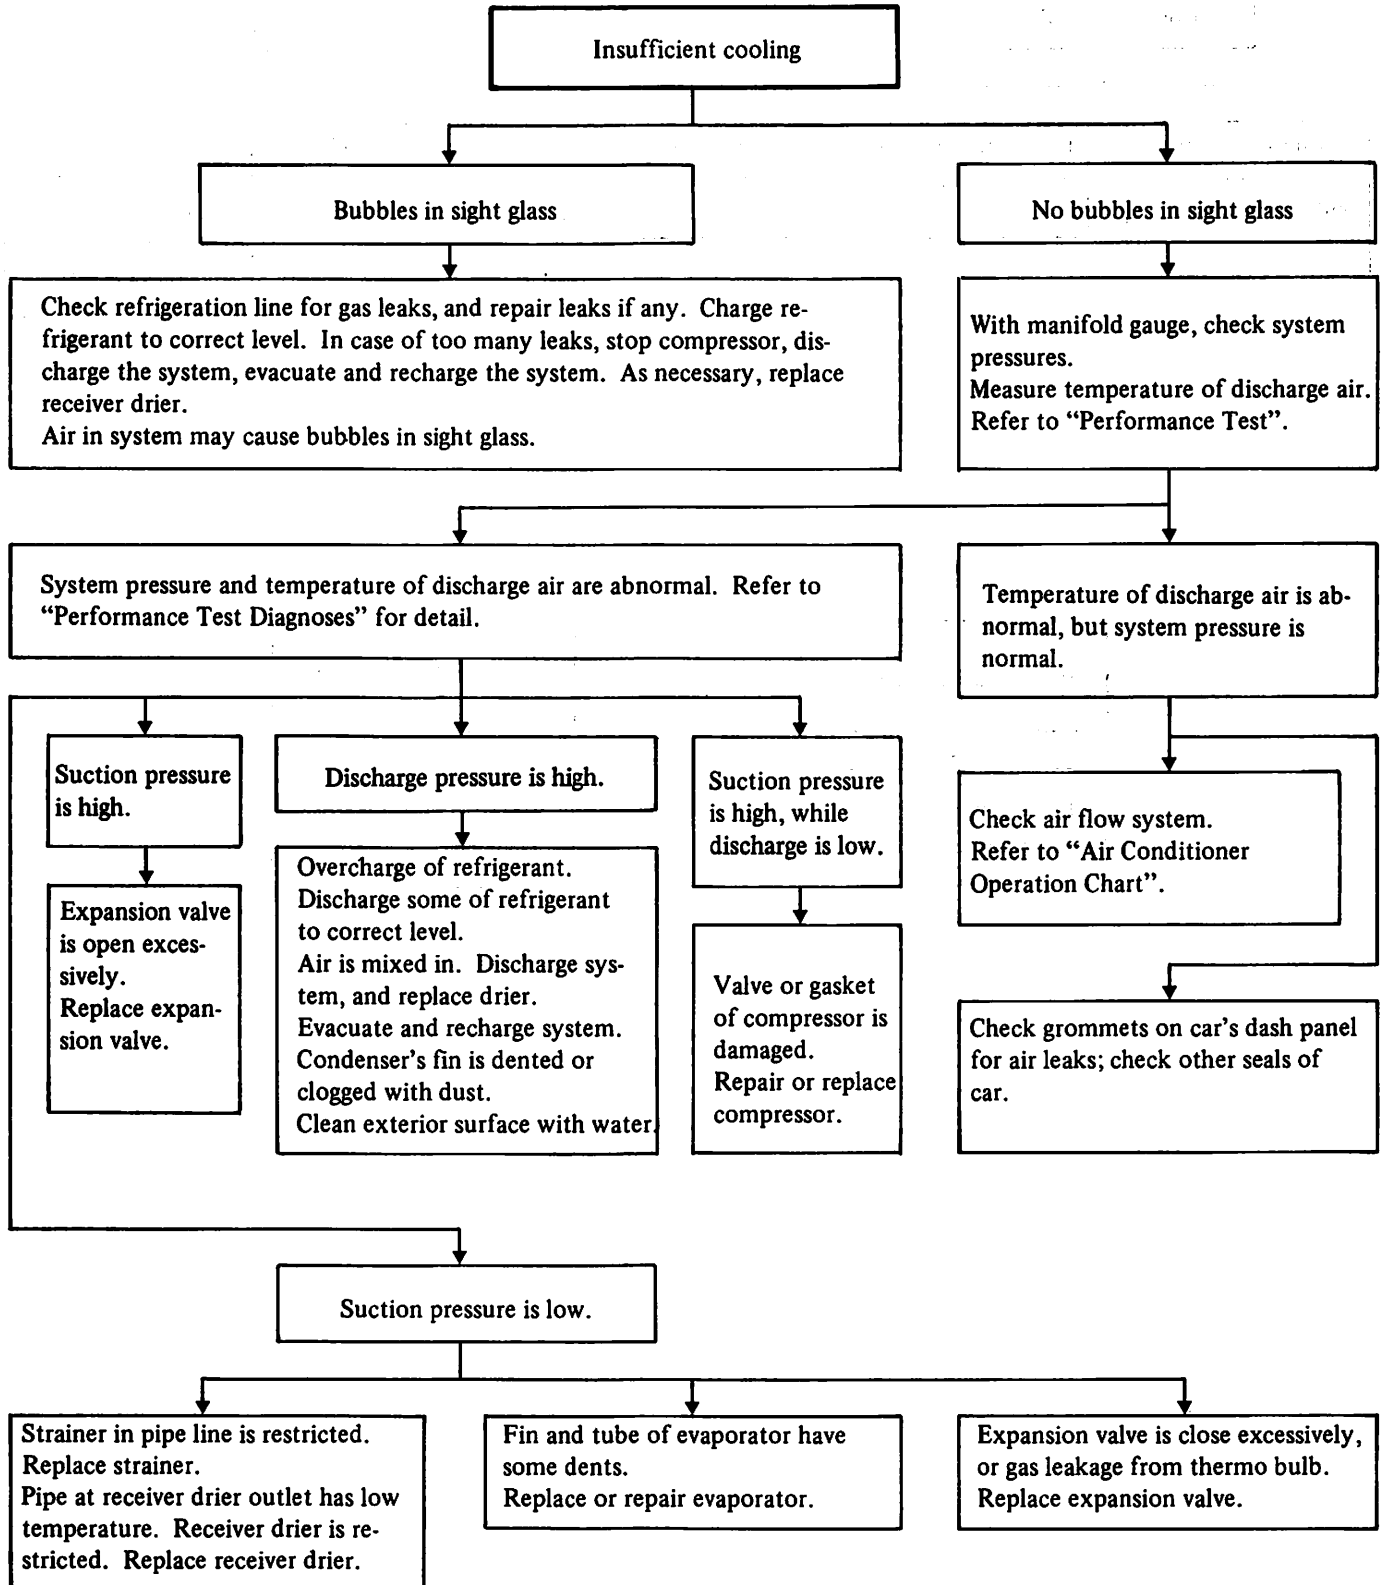 Insufficient cooling
Bubbles in sight glass
No bubbles in sight glass
Check refrigeration line for gas leaks, and repair leaks if any. Charge re-
frigerant to correct level. In case of too many leaks, stop compressor, dis-
charge the system, evacuate and recharge the system. As necessary, replace
receiver drier.
Air in system may cause bubbles in sight glass.
With manifold gauge, check system
pressures.
Measure temperature of discharge air.
Refer to “Performance Test”.
System pressure and temperature of discharge air are abnormal. Refer to
“Performance Test Diagnoses” for detail.
Temperature of discharge air is ab-
normal, but system pressure is
normal.
Suction pressure
is high.
Discharge pressure is high.
Suction pressure
is high, while
discharge is low.
Check air flow system.
Refer to “Air Conditioner
Operation Chart”.
Expansion valve
is open exces-
sively.
Replace expan-
sion valve.
Overcharge of refrigerant.
Discharge some of refrigerant
to correct level.
Air is mixed in. Discharge sys-
tem, and replace drier.
Evacuate and recharge system.
Condenser’s fin is dented or
clogged with dust.
Clean exterior surface with water.
Valve or gasket
of compressor is
damaged.
Repair or replace
compressor.
Check grommets on car’s dash panel
for air leaks; check other seals of
car.
Suction pressure is low.
Strainer in pipe line is restricted.
Replace strainer.
Pipe at receiver drier outlet has low
temperature. Receiver drier is re-
stricted. Replace receiver drier.
Fin and tube of evaporator have
some dents.
Replace or repair evaporator.
Expansion valve is close excessively,
or gas leakage from thermo bulb.
Replace expansion valve.